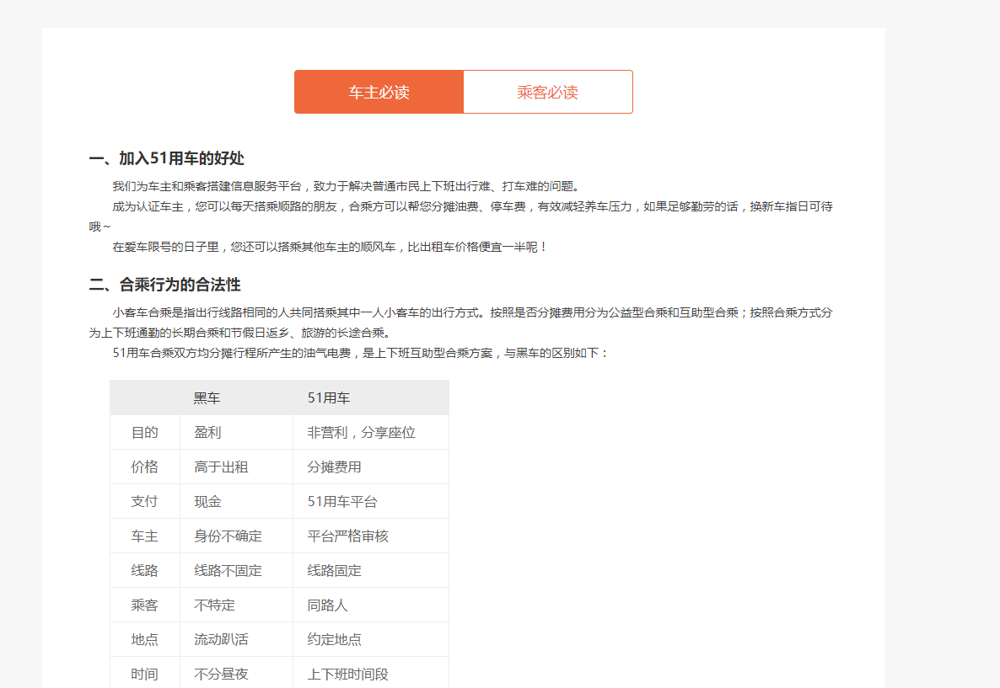 车主必读 乘客必读
一、加入51用车的好处
我们为车主和乘客搭建信息服务平台，致力于解决普通市民上下班出行难、打车难的问题。
成为认证车主，您可以每天搭乘顺路的朋友，合乘方可以帮您分摊油费、停车费，有效减轻养车压力，如果足够勤劳的话，换新车指日可待
哦～
在爱车限号的日子里，您还可以搭乘其他车主的顺风车，比出租车价格便宜一半呢！
二、合乘行为的合法性
小客车合乘是指出行线路相同的人共同搭乘其中一人小客车的出行方式。按照是否分摊费用分为公益型合乘和互助型合乘；按照合乘方式分
为上下班通勤的长期合乘和节假日返乡、旅游的长途合乘。
51用车合乘双方均分摊行程所产生的油气电费，是上下班互助型合乘方案，与黑车的区别如下：
黑车 51用车
目的 盈利 非营利，分享座位
价格 高于出租 分摊费用
支付 现金 51用车平台
车主 身份不确定 平台严格审核
线路 线路不固定 线路固定
乘客 不特定 同路人
地点 流动趴活 约定地点
时间 不分昼夜 上下班时间段